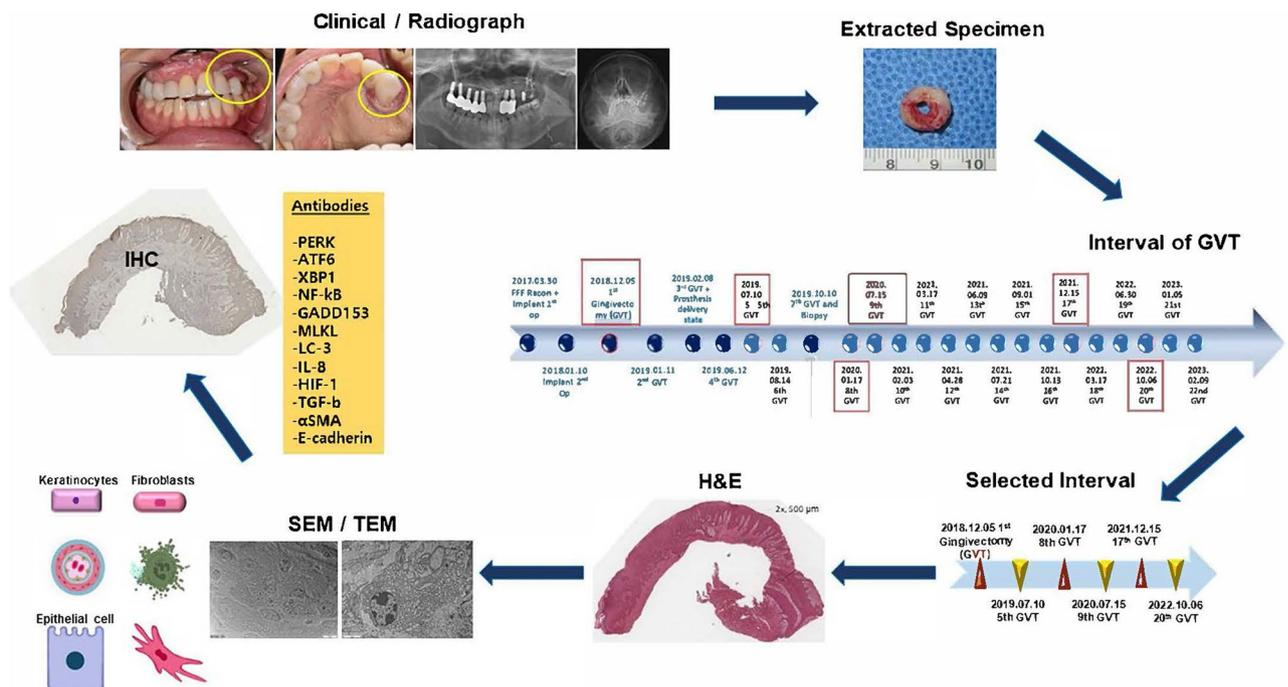 Clinical / Radiograph
Extracted Specimen
8 9 10
Interval of GVT
2017.03.30
FFF Recon +
Implant 1st
op
2018.12.05
1st
Gingivecto
my (GVT)
2019.02.08
3rd GVT +
Prosthesis
delivery
state
2019.
07.10
5 5th
GVT
2019.10.10
7th GVT and
Biopsy
2020.
07.15
9th
GVT
2021.
03.17
11th
GVT
2021.
06.09
13th
GVT
2021.
09.01
15th
GVT
2021.
12.15
17th
GVT
2022.
06.30
19th
GVT
2023.
01.05
21st
GVT
2018.01.10
Implant 2nd
Op
2019.01.11
2nd GVT
2019.06.12
4th GVT
2019.
08.14
6th
GVT
2020.
01.17
8th
GVT
2021.
02.03
10th
GVT
2021.
04.28
12th
GVT
2021.
07.21
14th
GVT
2021.
10.13
16th
GVT
2022.
03.17
18th
GVT
2022.
10.06
20th
GVT
2023.
02.09
22nd
GVT
Selected Interval
2018.12.05 1st
Gingivectomy
(GVT)
2020.01.17
8th GVT
2021.12.15
17th GVT
2019.07.10
5th GVT
2020.07.15
9th GVT
2022.10.06
20th GVT
H&E
2x, 500 µm
SEM / TEM
Keratinocytes Fibroblasts
Epithelial cell
IHC
Antibodies
-PERK
-ATF6
-XBP1
-NF-kB
-GADD153
-MLKL
-LC-3
-IL-8
-HIF-1
-TGF-b
-αSMA
-E-cadherin